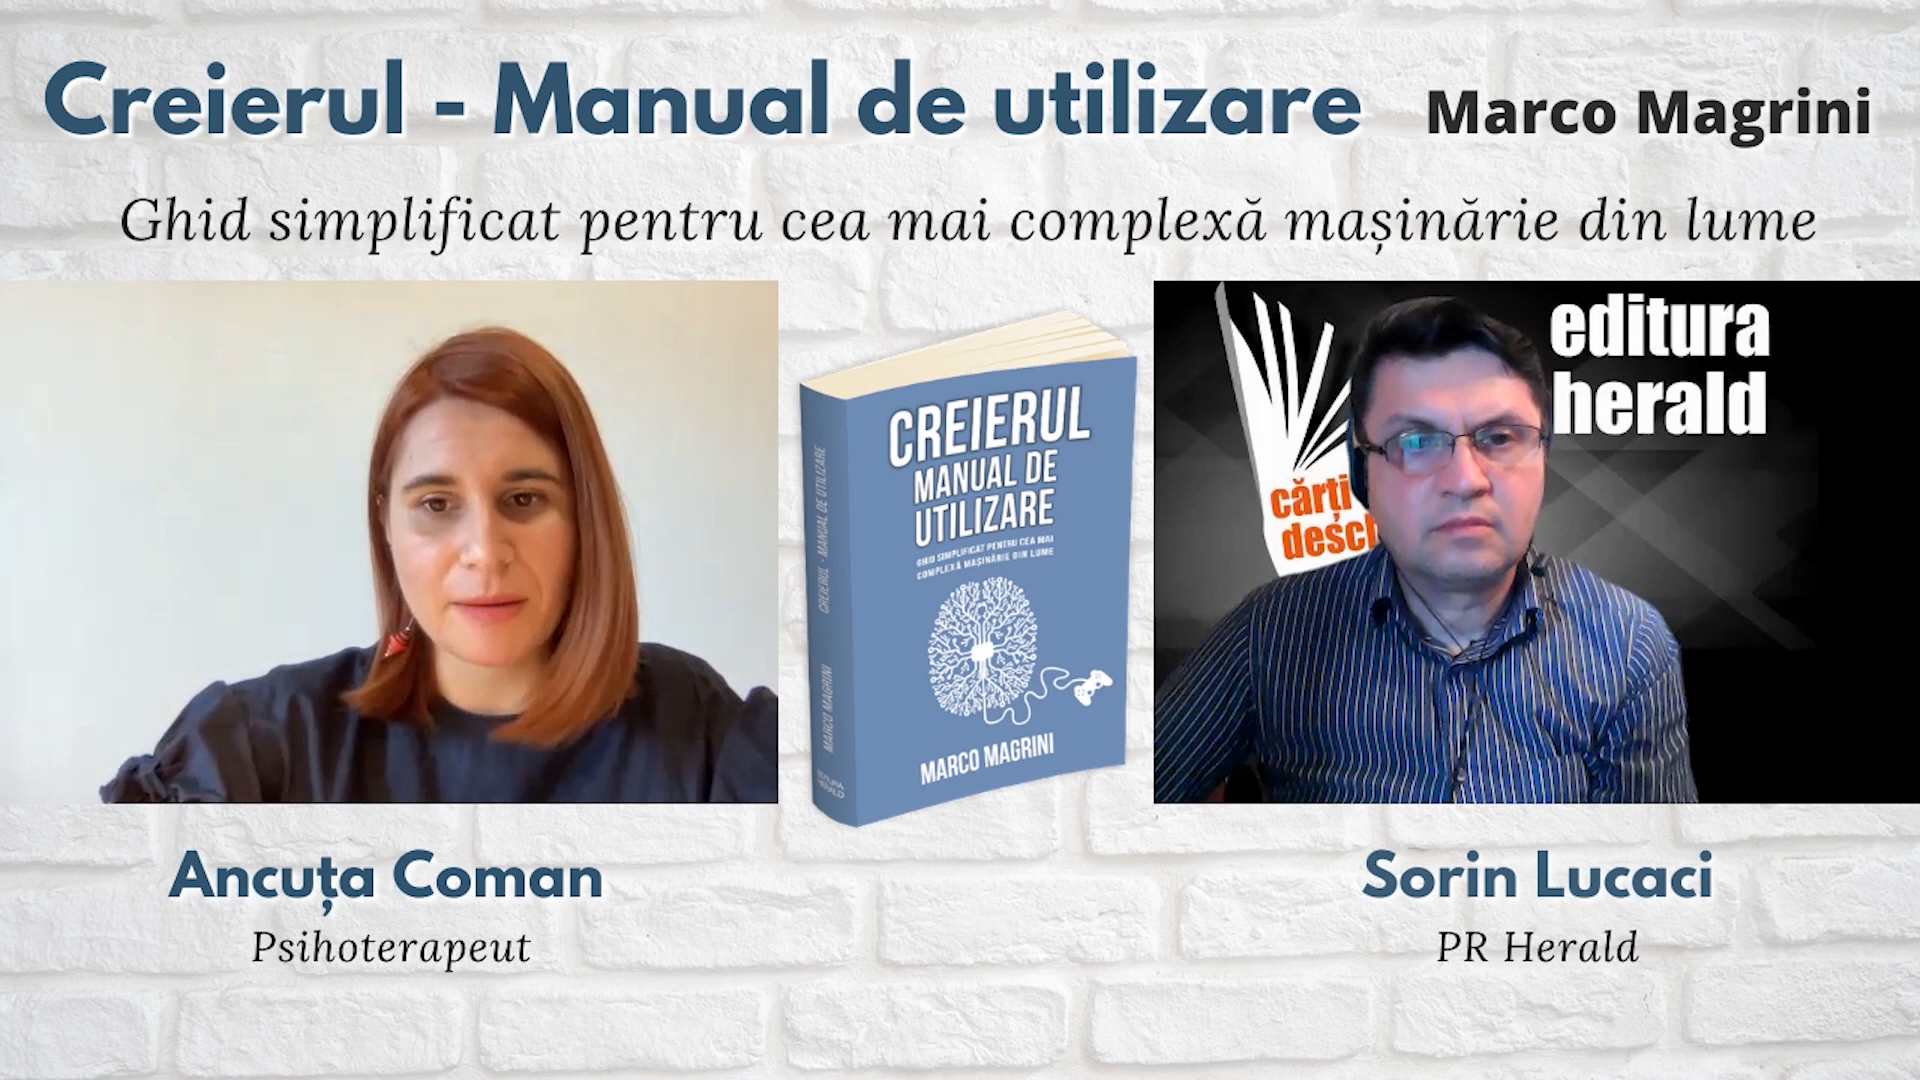 Creierul - Manual de utilizare Marco Magrini
Ghid simplificat pentru cea mai complexă mașinărie din lume
editura
herald
cărți
desch
CREIERUL
MANUAL DE
UTILIZARE
GHID SIMPLIFICAT PENTRU CEA MAI
COMPLEXĂ MAȘINĂRIE DIN LUME
MARCO MAGRINI
CREIERUL - MANUAL DE UTILIZARE
MARCO MAGRINI
EDITURA
HERALD
Ancuța Coman
Psihoterapeut
Sorin Lucaci
PR Herald